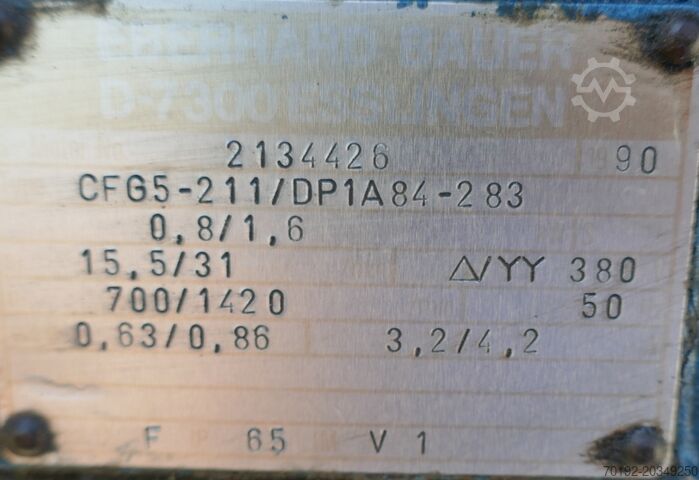 EBERHARD BAUER
D-7300 ESSLINGEN
2134426 90
CFG5-211/DP1A84-283
0,8/1,6
15,5/31 Δ/YY 380
700/1420 50
0,63/0,86 3,2/4,2
F IP 65 V 1
70192-20349250